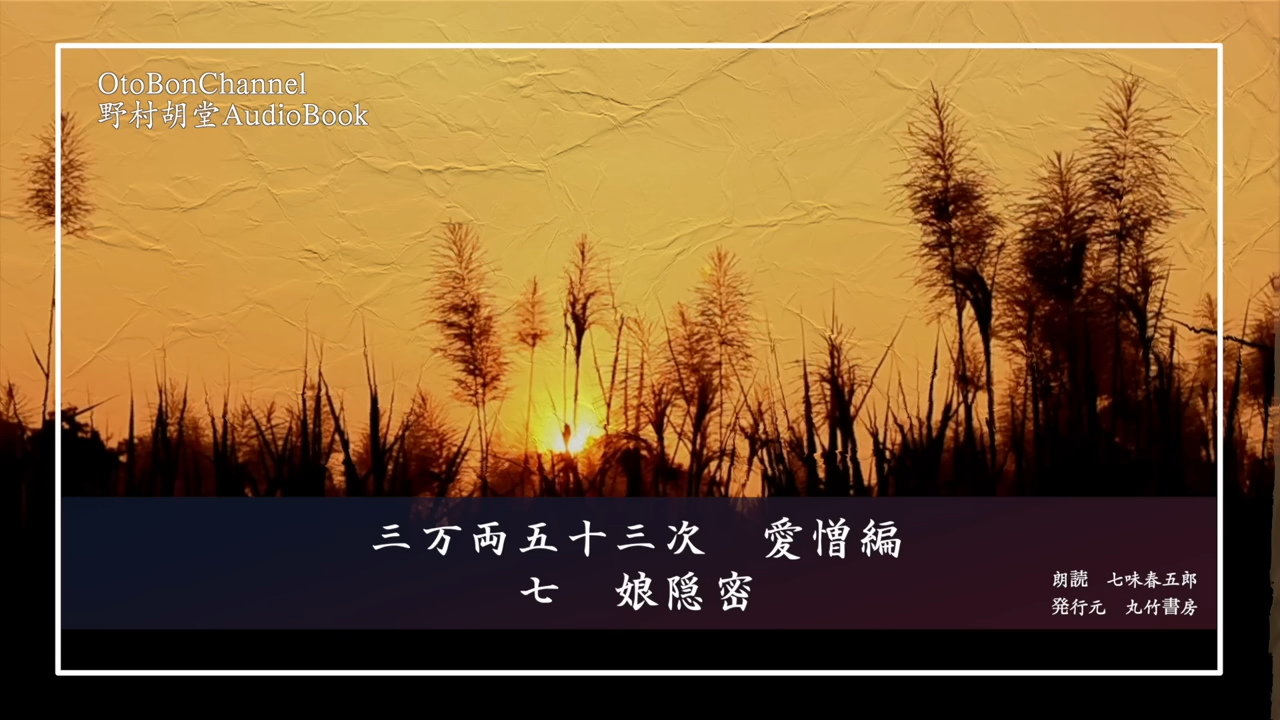 OtoBonChannel
野村胡堂AudioBook
三万両五十三次　愛憎編
七　娘隠密
朗読　七味春五郎
発行元　丸竹書房